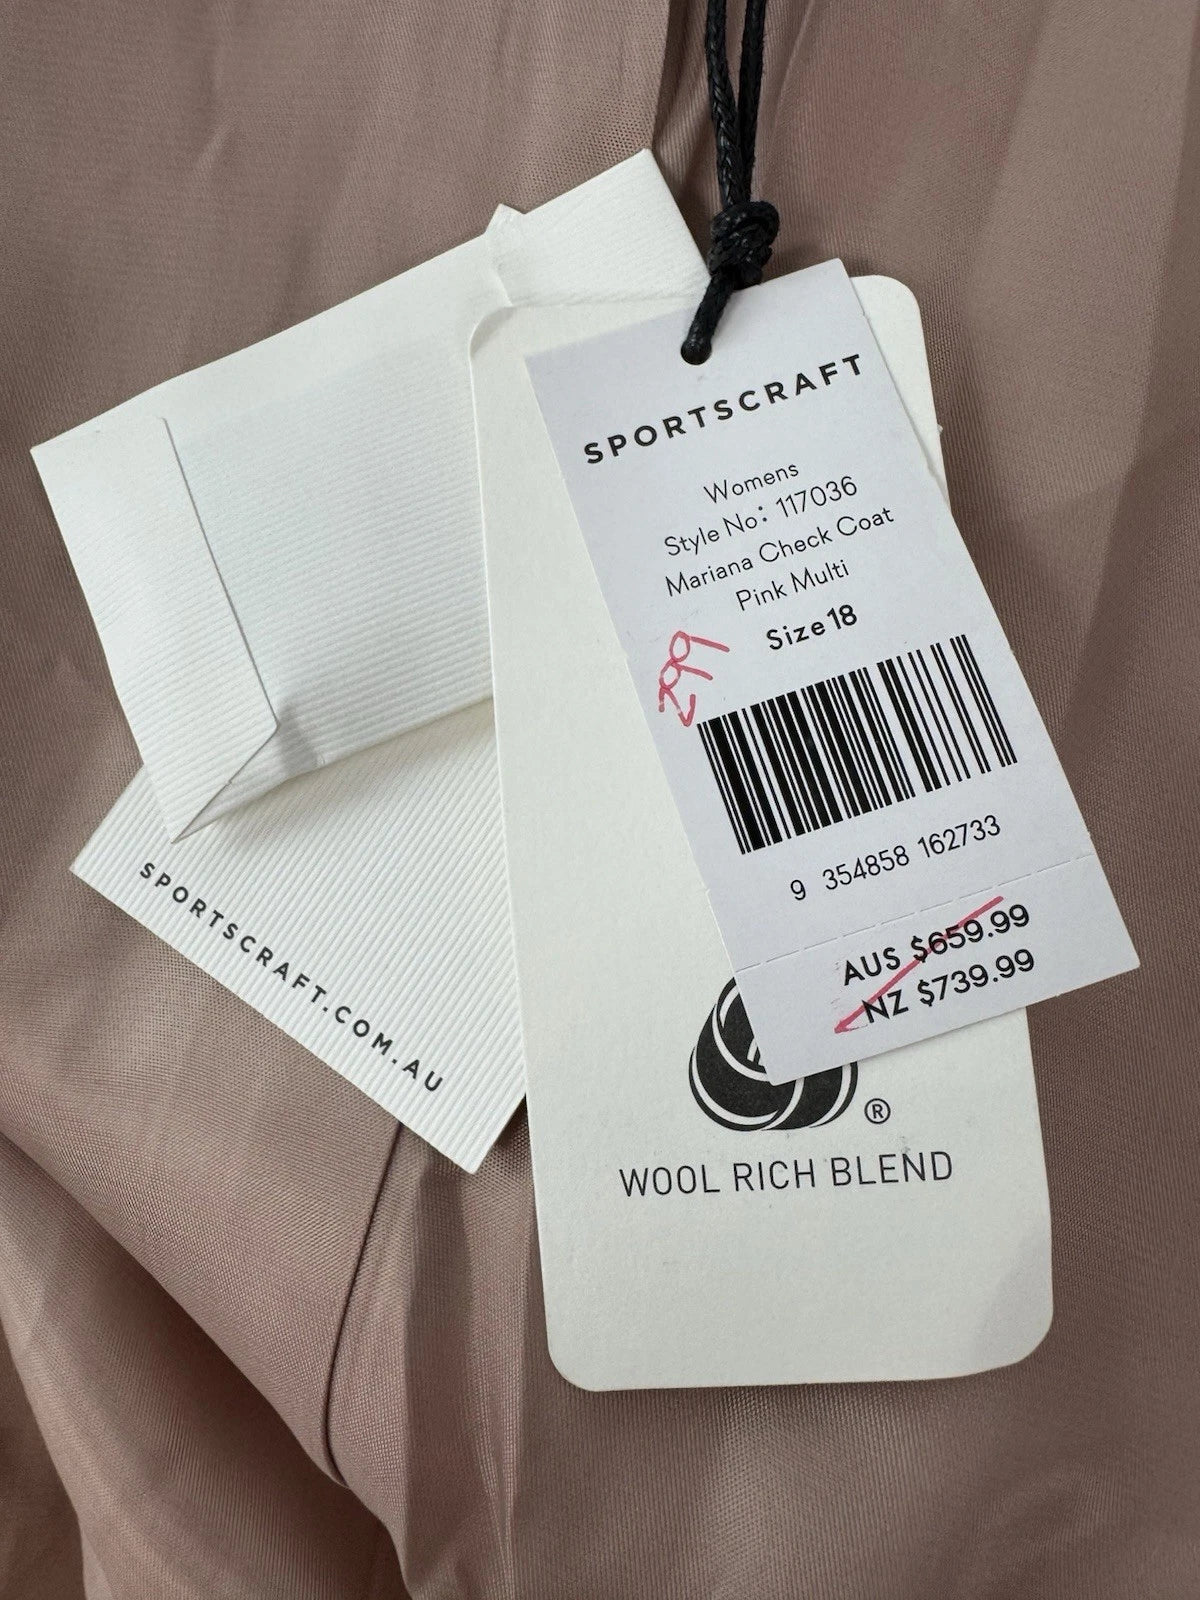 SPORTSCRAFT
Womens
Style No: 117036
Mariana Check Coat
Pink Multi
Size 18
299
9 354858 162733
AUS $659.99
NZ $739.99
®
WOOL RICH BLEND
SPORTSCRAFT.COM.AU